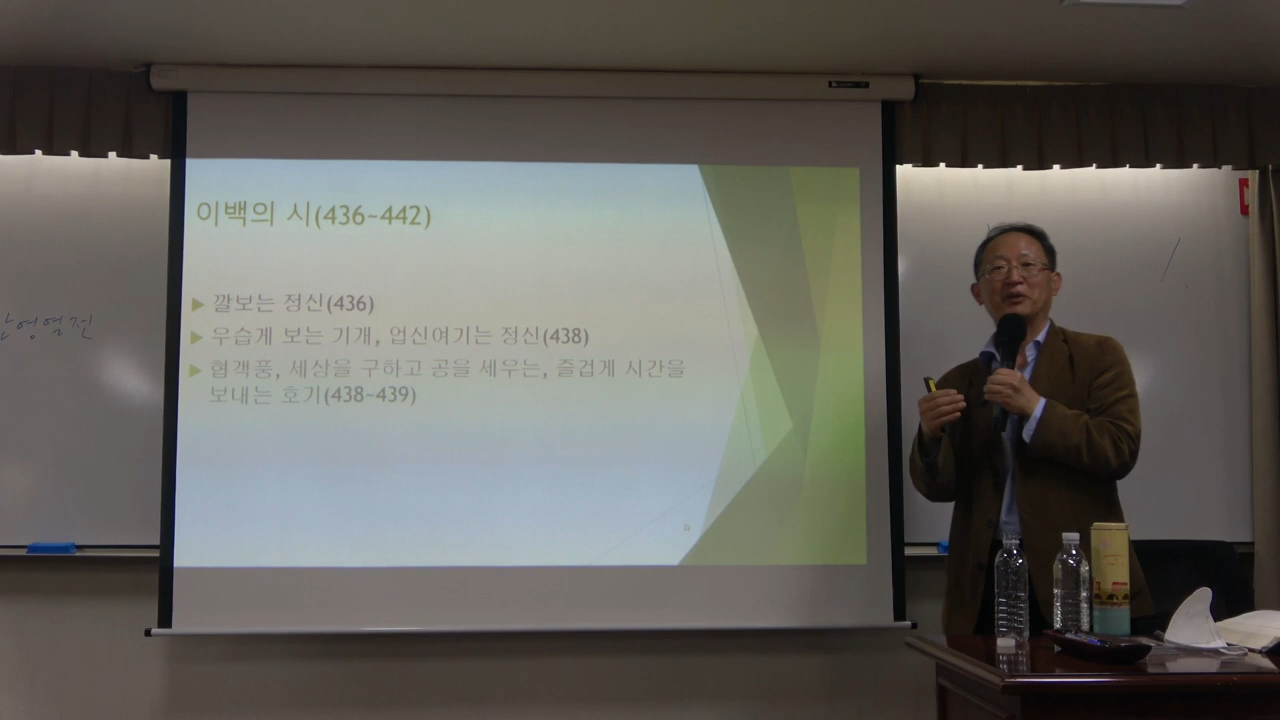 이백의 시(436~442)
깔보는 정신(436)
우습게 보는 기개, 업신여기는 정신(438)
협객풍, 세상을 구하고 공을 세우는, 즐겁게 시간을
보내는 호기(438~439)